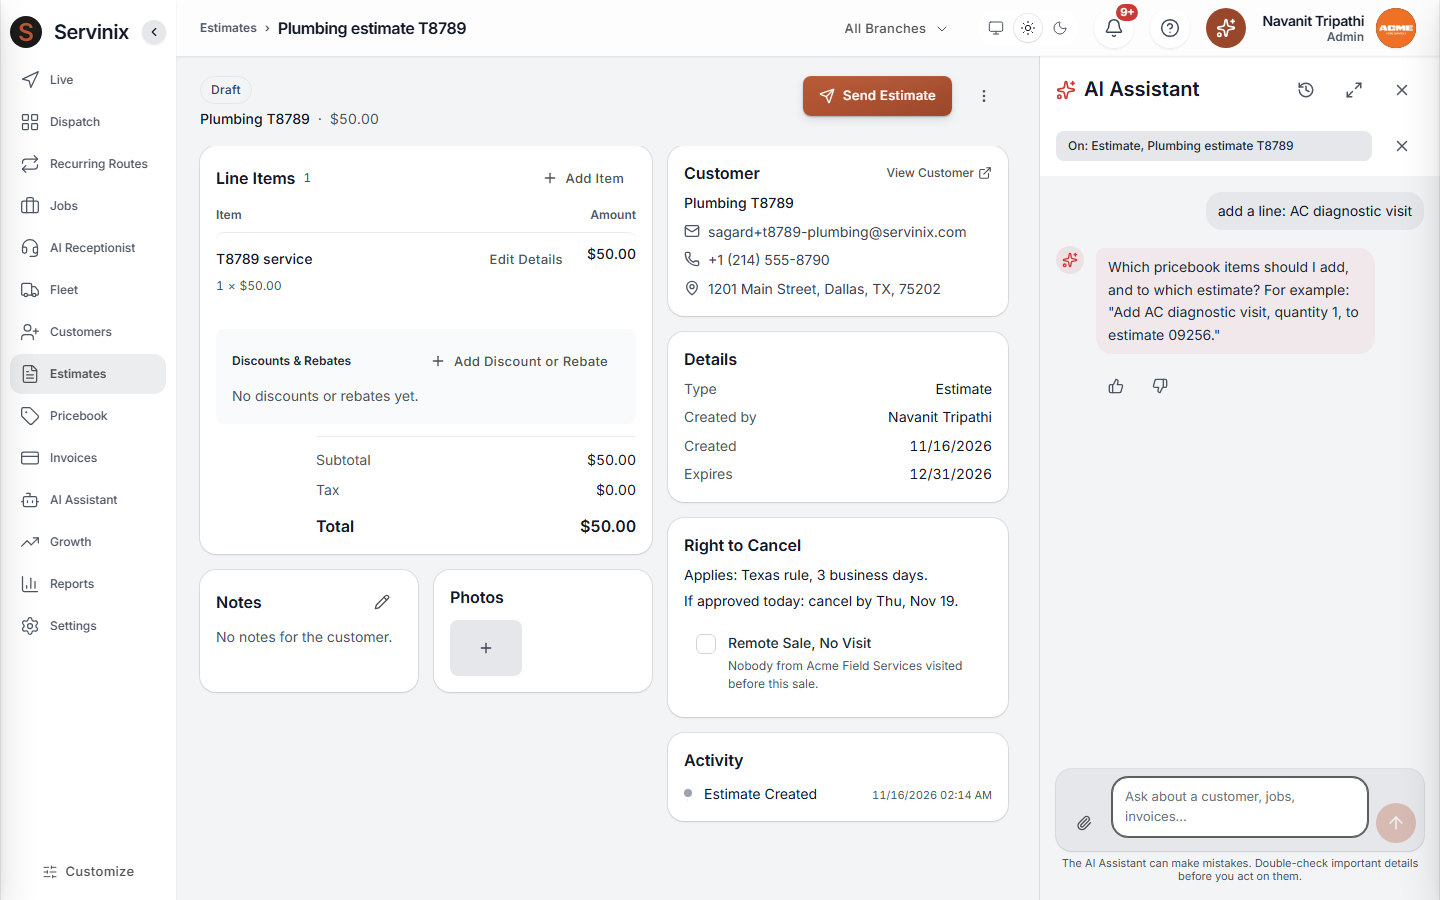 S Servinix
Live
Dispatch
Recurring Routes
Jobs
AI Receptionist
Fleet
Customers
Estimates
Pricebook
Invoices
AI Assistant
Growth
Reports
Settings
Customize
Estimates › Plumbing estimate T8789
All Branches
9+
Navanit Tripathi
Admin
ACME
Draft
Plumbing T8789 · $50.00
Send Estimate
Line Items 1
Add Item
Item Amount
T8789 service Edit Details $50.00
1 × $50.00
Discounts & Rebates
Add Discount or Rebate
No discounts or rebates yet.
Subtotal $50.00
Tax $0.00
Total $50.00
Notes
No notes for the customer.
Photos
Customer View Customer
Plumbing T8789
sagard+t8789-plumbing@servinix.com
+1 (214) 555-8790
1201 Main Street, Dallas, TX, 75202
Details
Type Estimate
Created by Navanit Tripathi
Created 11/16/2026
Expires 12/31/2026
Right to Cancel
Applies: Texas rule, 3 business days.
If approved today: cancel by Thu, Nov 19.
Remote Sale, No Visit
Nobody from Acme Field Services visited
before this sale.
Activity
Estimate Created 11/16/2026 02:14 AM
AI Assistant
On: Estimate, Plumbing estimate T8789
add a line: AC diagnostic visit
Which pricebook items should I add,
and to which estimate? For example:
"Add AC diagnostic visit, quantity 1, to
estimate 09256."
Ask about a customer, jobs,
invoices...
The AI Assistant can make mistakes. Double-check important details
before you act on them.